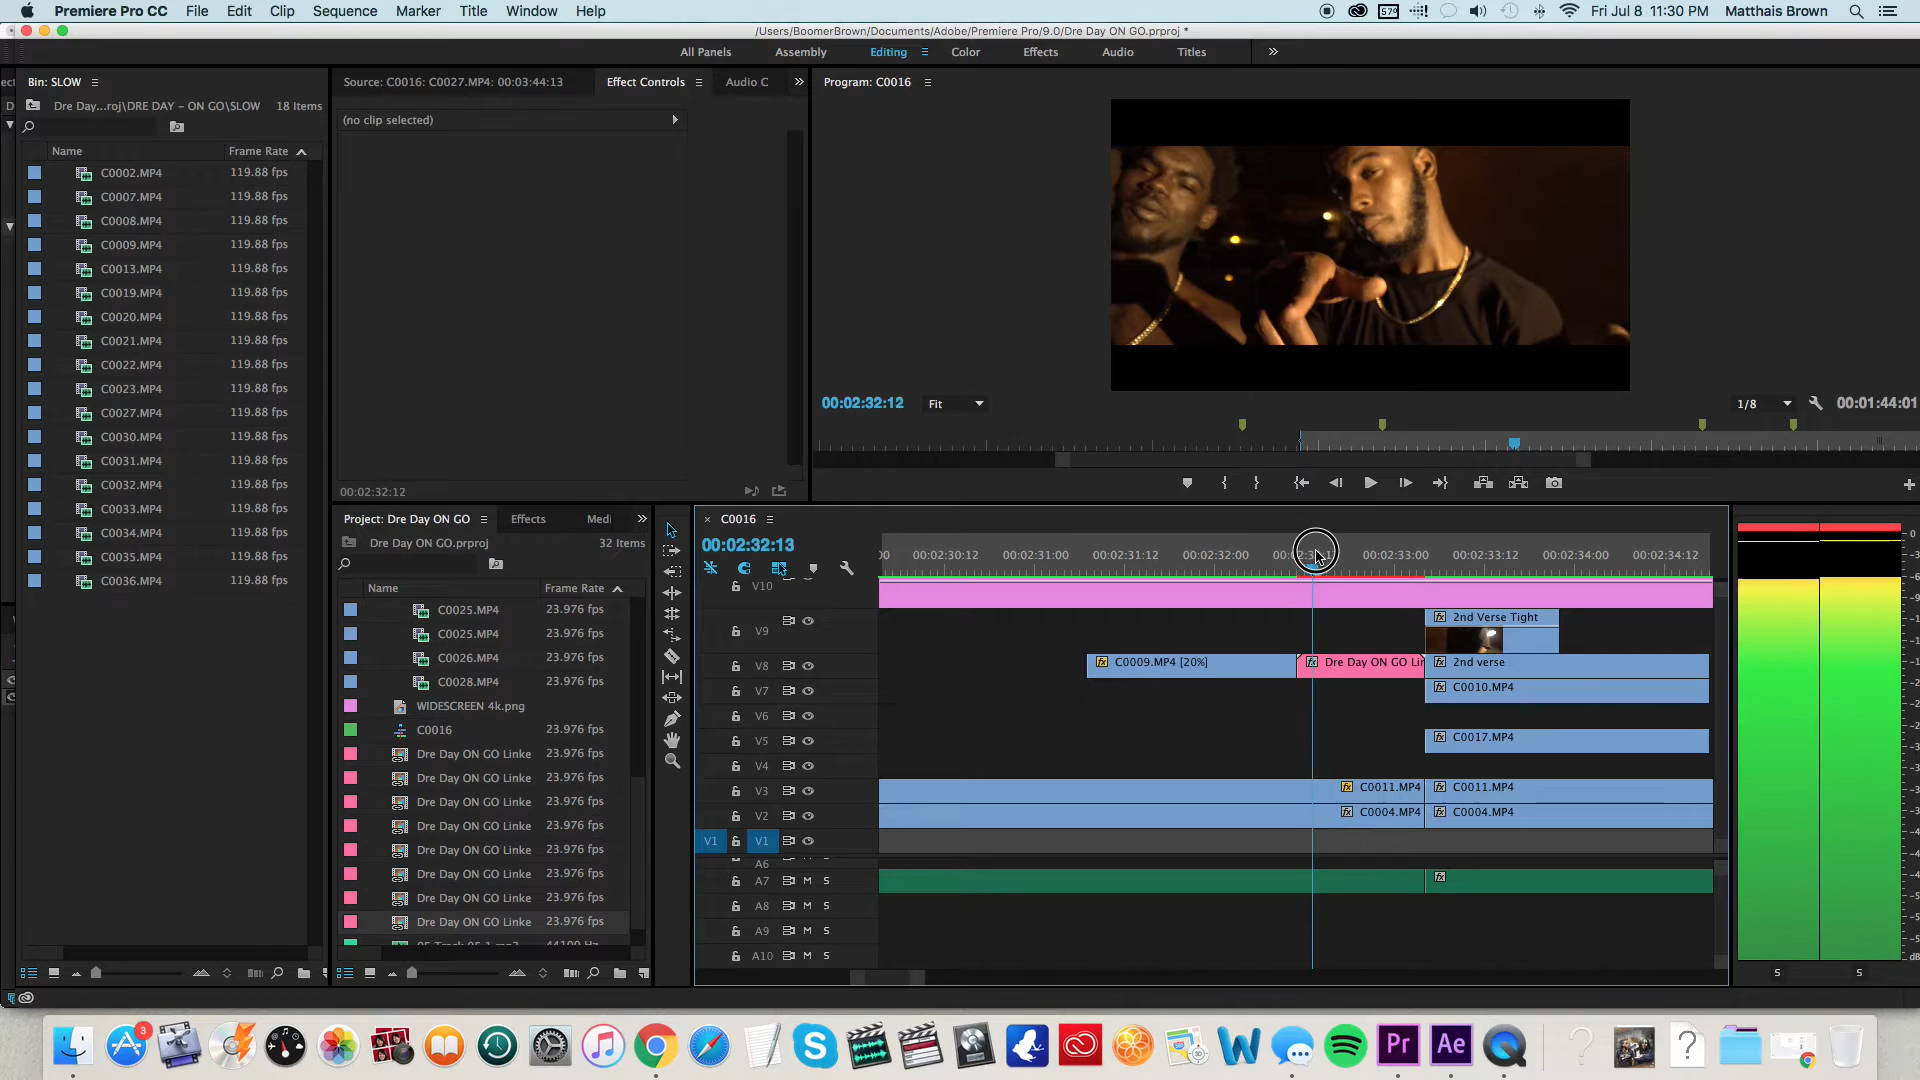 Premiere Pro CC File Edit Clip Sequence Marker Title Window Help
57° Fri Jul 8 11:30 PM Matthais Brown
/Users/BoomerBrown/Documents/Adobe/Premiere Pro/9.0/Dre Day ON GO.prproj *
All Panels Assembly Editing Color Effects Audio Titles
Bin: SLOW
Dre Day...roj\DRE DAY – ON GO\SLOW 18 Items
Name Frame Rate
C0002.MP4 119.88 fps
C0007.MP4 119.88 fps
C0008.MP4 119.88 fps
C0009.MP4 119.88 fps
C0013.MP4 119.88 fps
C0019.MP4 119.88 fps
C0020.MP4 119.88 fps
C0021.MP4 119.88 fps
C0022.MP4 119.88 fps
C0023.MP4 119.88 fps
C0027.MP4 119.88 fps
C0030.MP4 119.88 fps
C0031.MP4 119.88 fps
C0032.MP4 119.88 fps
C0033.MP4 119.88 fps
C0034.MP4 119.88 fps
C0035.MP4 119.88 fps
C0036.MP4 119.88 fps
Source: C0016: C0027.MP4: 00:03:44:13 Effect Controls Audio C
(no clip selected)
00:02:32:12
Program: C0016
00:02:32:12 Fit 1/8 00:01:44:01
Project: Dre Day ON GO Effects Medi
Dre Day ON GO.prproj 32 Items
Name Frame Rate
C0025.MP4 23.976 fps
C0025.MP4 23.976 fps
C0026.MP4 23.976 fps
C0028.MP4 23.976 fps
WIDESCREEN 4k.png
C0016 23.976 fps
Dre Day ON GO Linke 23.976 fps
Dre Day ON GO Linke 23.976 fps
Dre Day ON GO Linke 23.976 fps
Dre Day ON GO Linke 23.976 fps
Dre Day ON GO Linke 23.976 fps
Dre Day ON GO Linke 23.976 fps
Dre Day ON GO Linke 23.976 fps
Dre Day ON GO Linke 23.976 fps
C0016
00:02:32:13
00 00:02:30:12 00:02:31:00 00:02:31:12 00:02:32:00 00:02:33:00 00:02:33:12 00:02:34:00 00:02:34:12
V10
V9 2nd Verse Tight
V8 C0009.MP4 [20%] Dre Day ON GO Lin 2nd verse
V7 C0010.MP4
V6
V5 C0017.MP4
V4
V3 C0011.MP4 C0011.MP4
V2 C0004.MP4 C0004.MP4
V1 V1
A6
A7 M S
A8 M S
A9 M S
A10 M S
0
dB
S S
3
Pr Ae